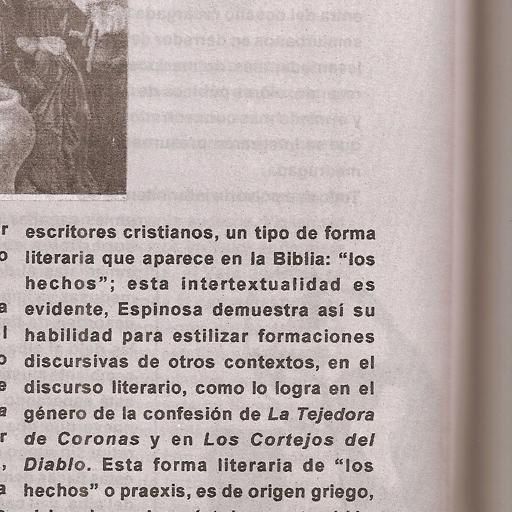 escritores cristianos, un tipo de forma
literaria que aparece en la Biblia: “los
hechos”; esta intertextualidad es
evidente, Espinosa demuestra así su
habilidad para estilizar formaciones
discursivas de otros contextos, en el
discurso literario, como lo logra en el
género de la confesión de La Tejedora
de Coronas y en Los Cortejos del
Diablo. Esta forma literaria de “los
hechos” o praexis, es de origen griego,